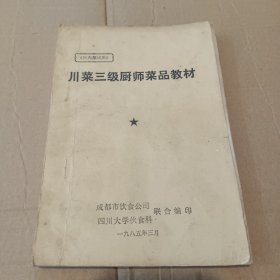 川菜三级厨师菜品教材
★
成都市饮食公司
四川大学伙食科
联合编印
一九八五年三月